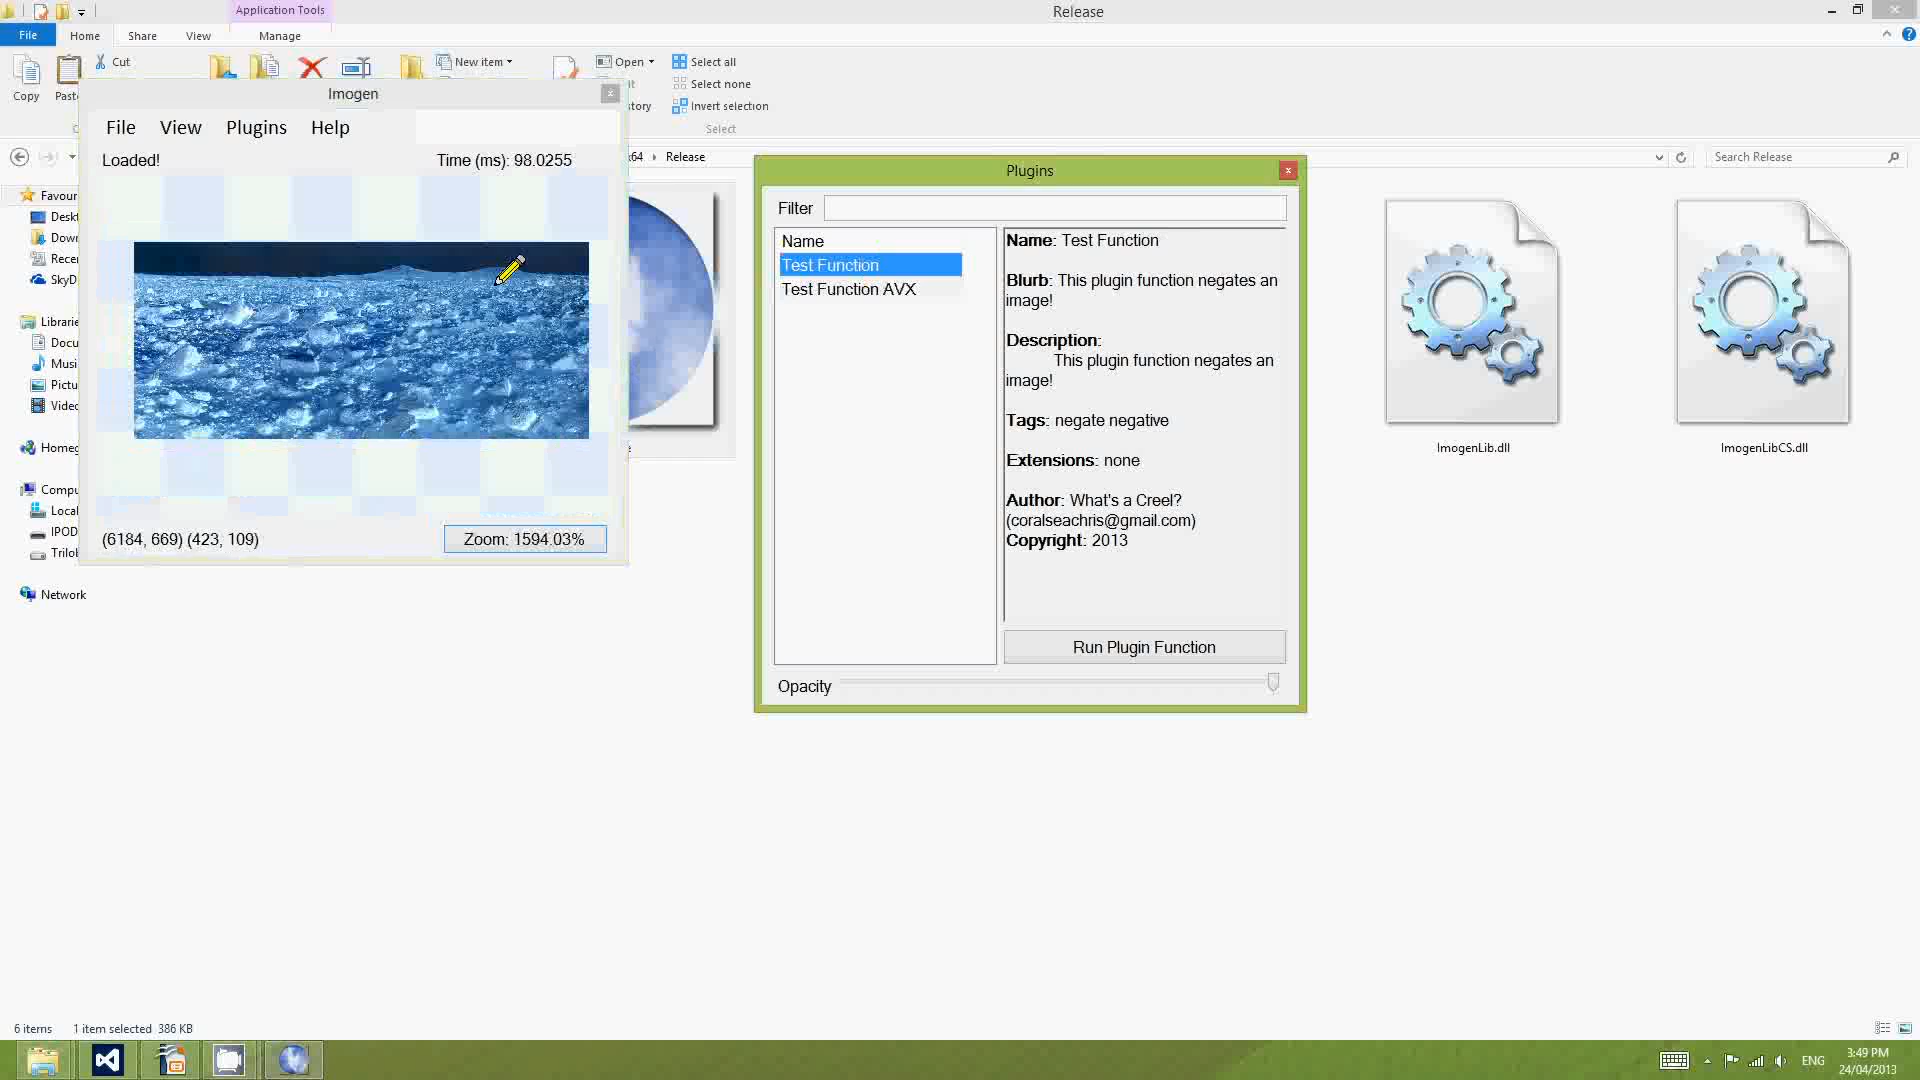 Application Tools
Release
File
Home
Share
View
Manage
Copy
Cut
New item
Open
Select all
Select none
Invert selection
Select
Imogen
File View Plugins Help
Loaded!
Time (ms): 98.0255
(6184, 669) (423, 109)
Zoom: 1594.03%
Release
Search Release
Network
Plugins
Filter
Name
Test Function
Test Function AVX
Name: Test Function
Blurb: This plugin function negates an
image!
Description:
This plugin function negates an
image!
Tags: negate negative
Extensions: none
Author: What's a Creel?
(coralseachris@gmail.com)
Copyright: 2013
Run Plugin Function
Opacity
ImogenLib.dll
ImogenLibCS.dll
6 items
1 item selected 386 KB
ENG
3:49 PM
24/04/2013